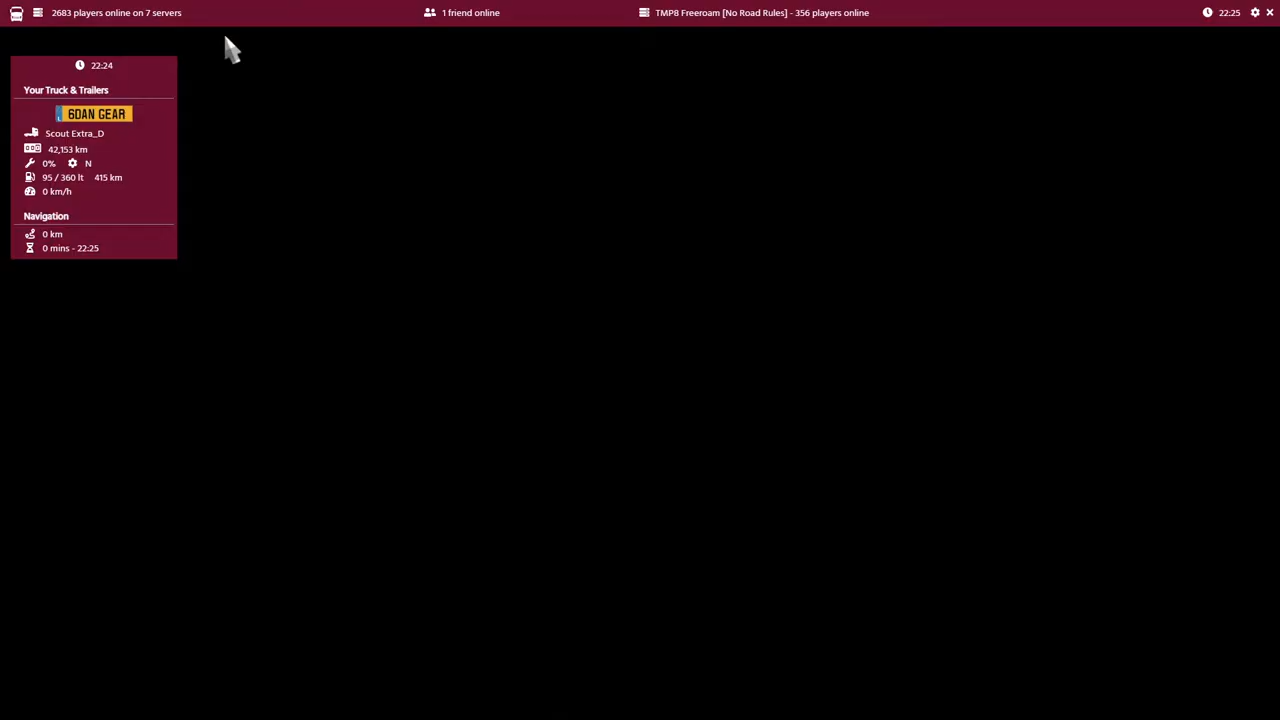 2683 players online on 7 servers
1 friend online
TMP8 Freeroam [No Road Rules] - 356 players online
22:25
22:24
Your Truck & Trailers
L 6DAN GEAR
Scout Extra_D
42,153 km
0% N
95 / 360 lt 415 km
0 km/h
Navigation
0 km
0 mins - 22:25